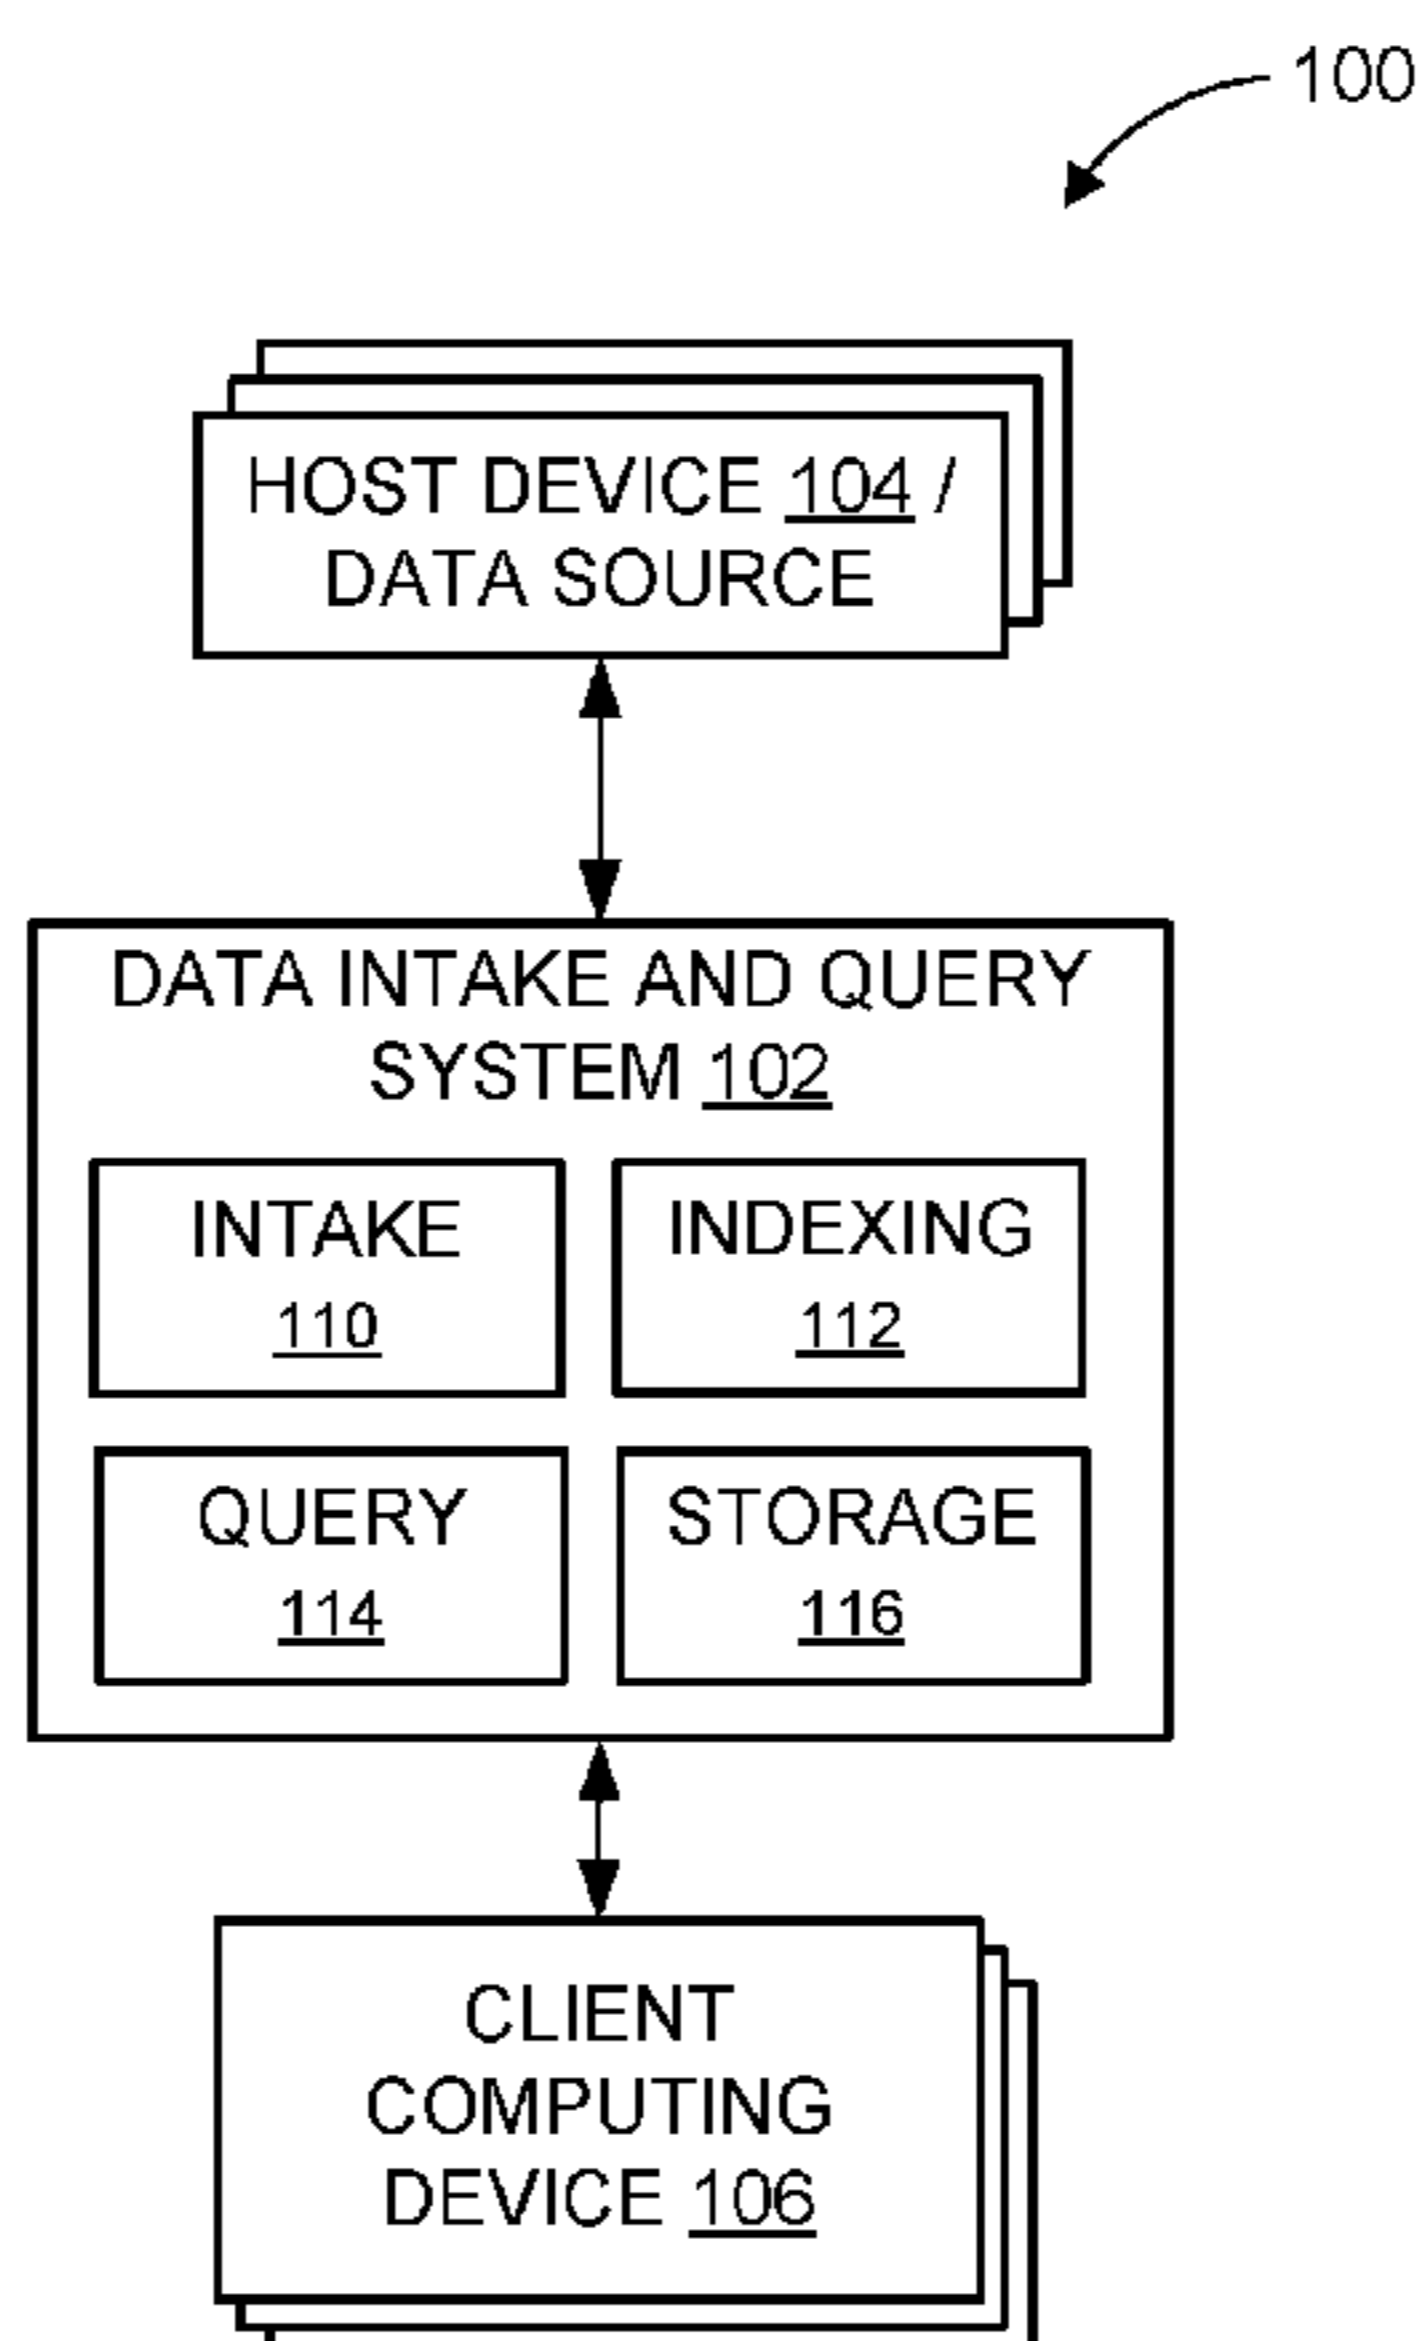 100
HOST DEVICE 104 /
DATA SOURCE
DATA INTAKE AND QUERY
SYSTEM 102
INTAKE
110
INDEXING
112
QUERY
114
STORAGE
116
CLIENT
COMPUTING
DEVICE 106